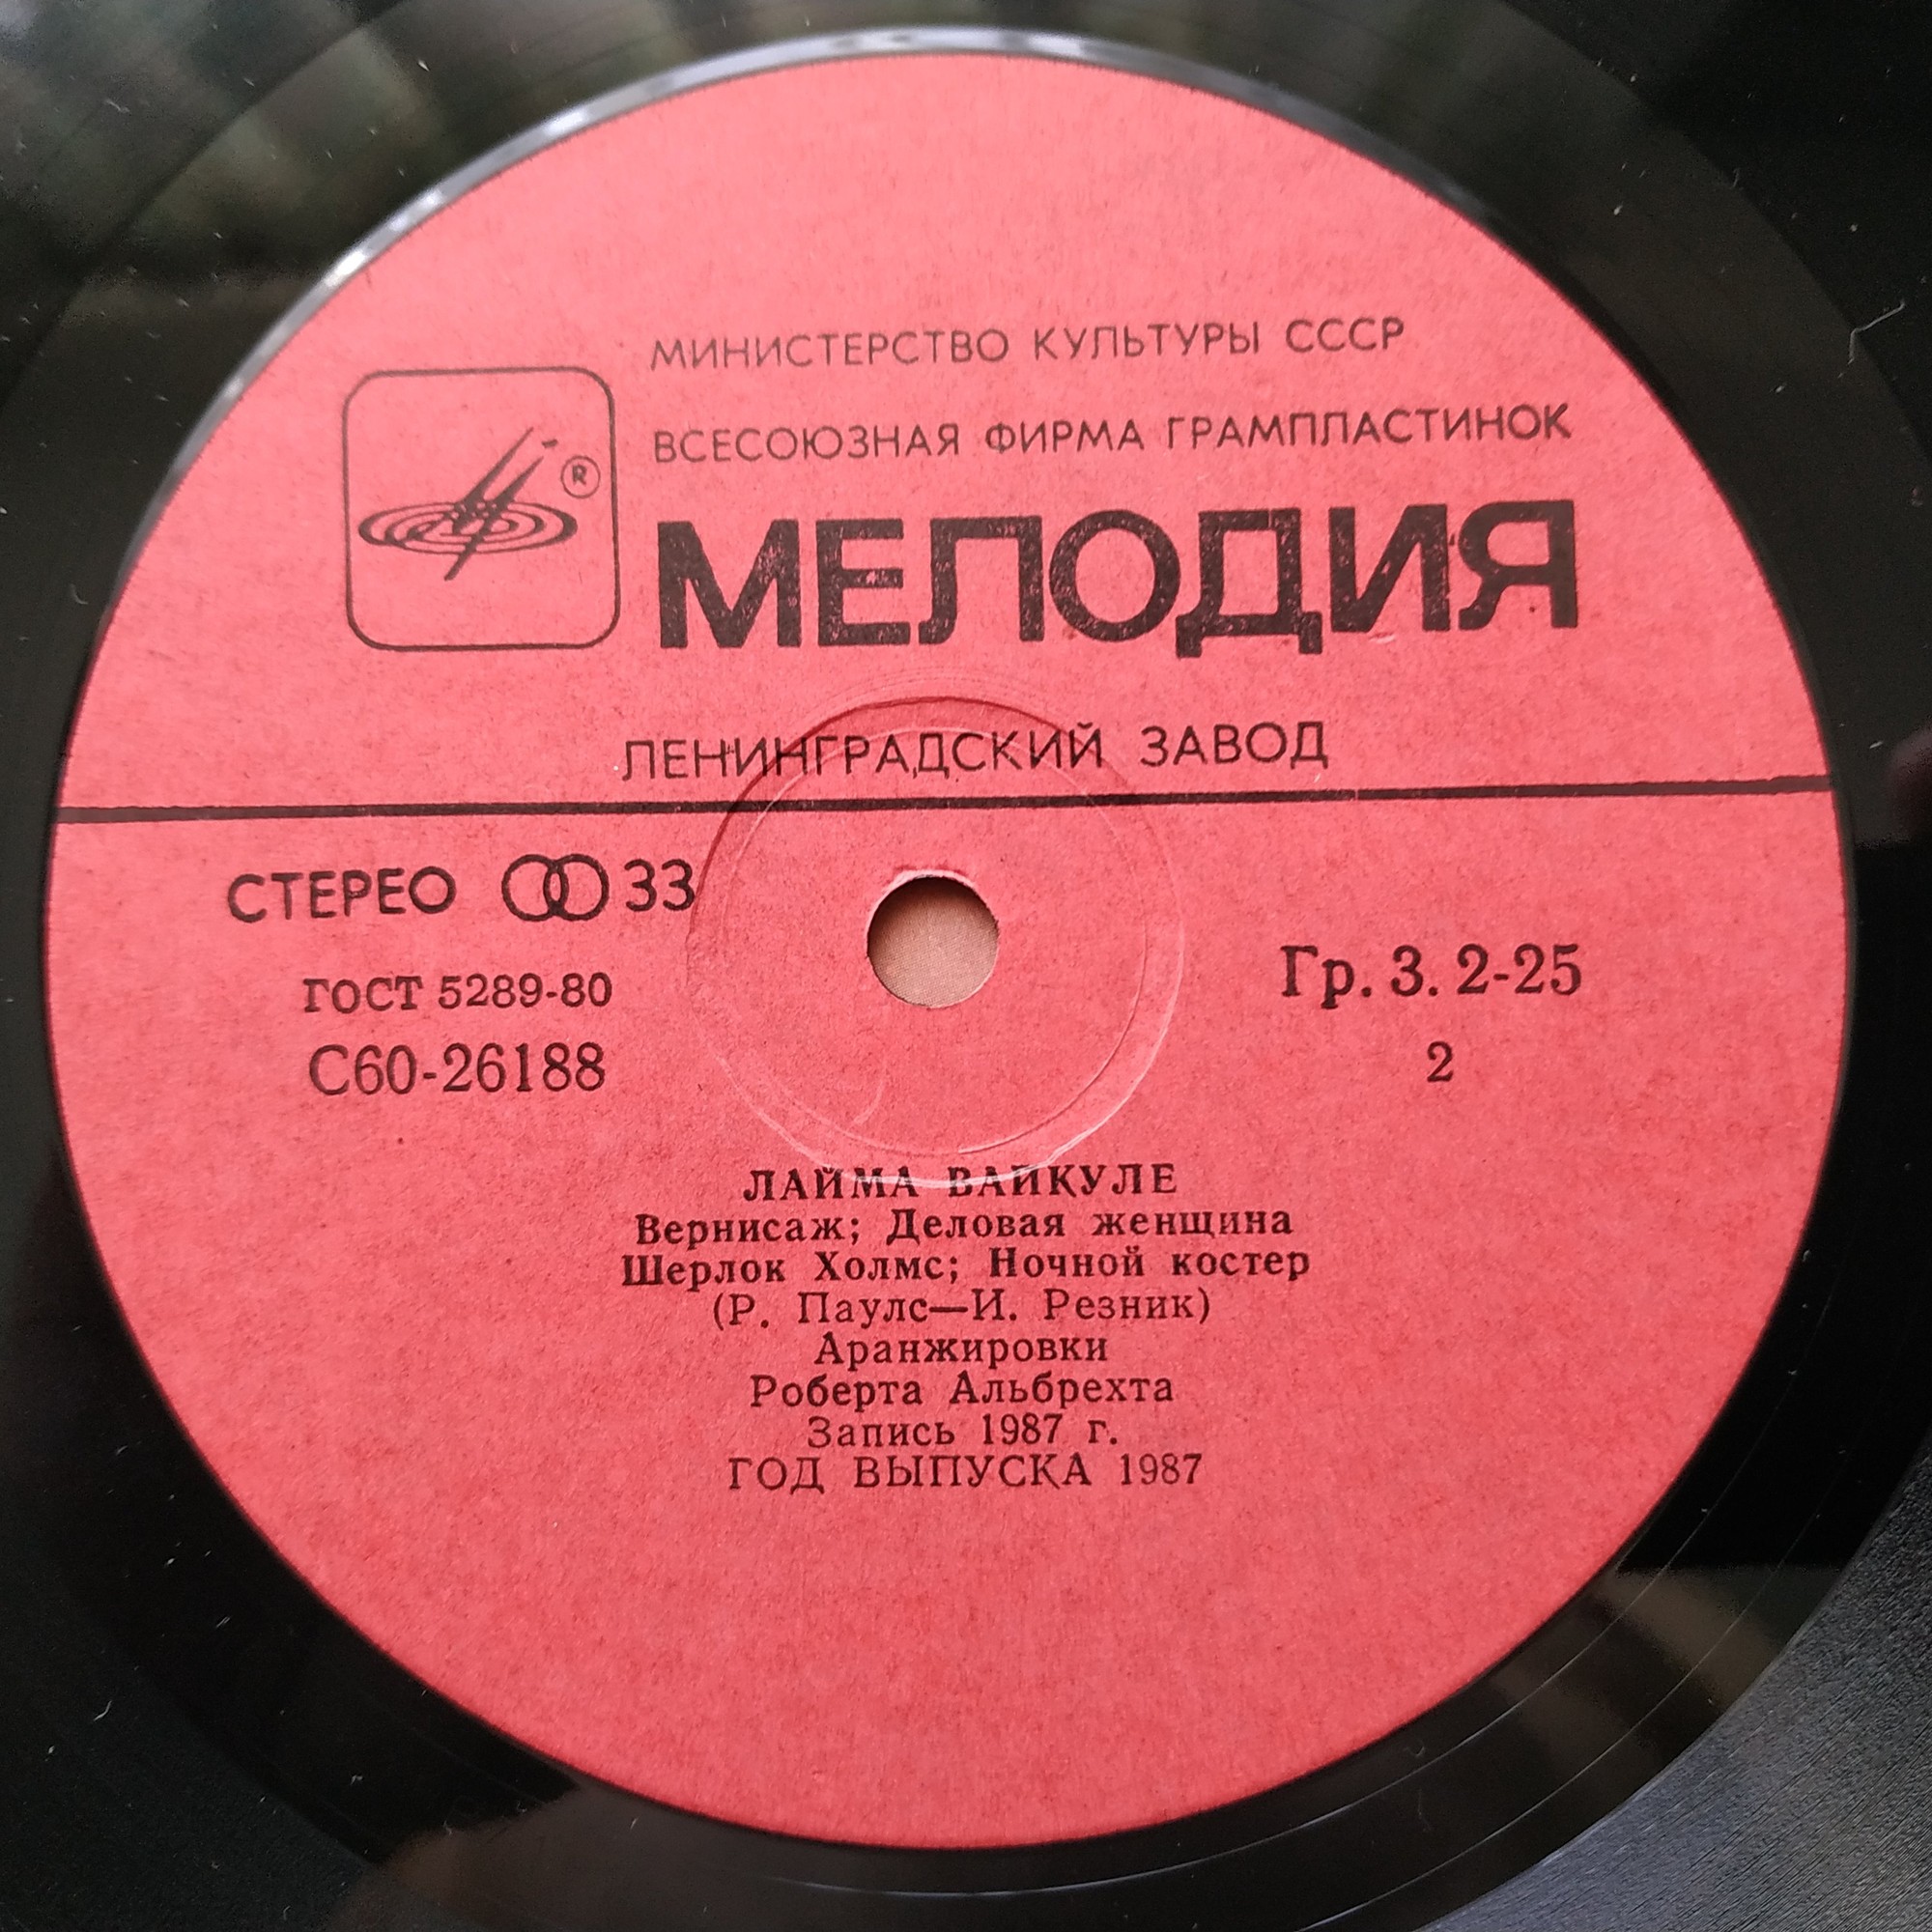 МИНИСТЕРСТВО КУЛЬТУРЫ СССР
ВСЕСОЮЗНАЯ ФИРМА ГРАМПЛАСТИНОК
®
МЕЛОДИЯ
ЛЕНИНГРАДСКИЙ ЗАВОД
СТЕРЕО 33
ГОСТ 5289-80
С60-26188
Гр. 3. 2-25
2
ЛАЙМА ВАЙКУЛЕ
Вернисаж; Деловая женщина
Шерлок Холмс; Ночной костер
(Р. Паулс—И. Резник)
Аранжировки
Роберта Альбрехта
Запись 1987 г.
ГОД ВЫПУСКА 1987